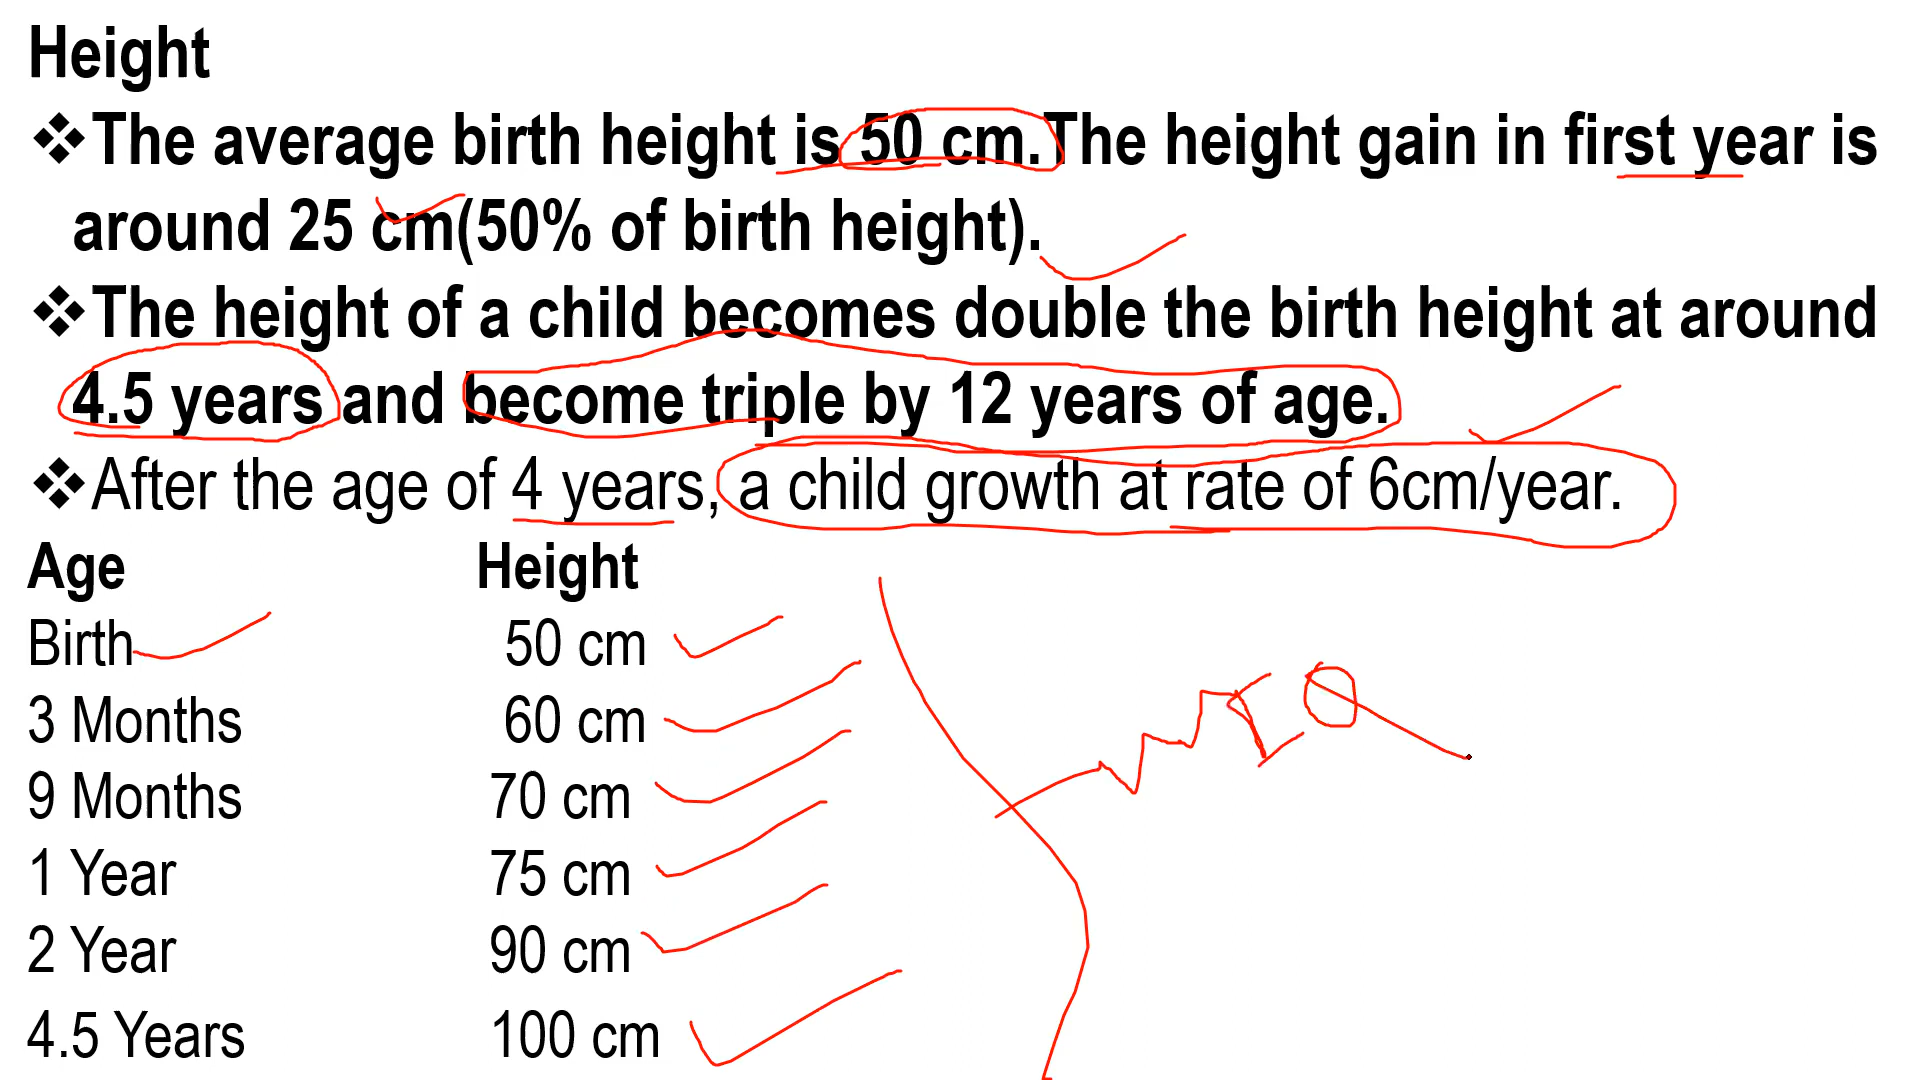 Height
❖The average birth height is 50 cm.The height gain in first year is
around 25 cm(50% of birth height).
❖The height of a child becomes double the birth height at around
4.5 years and become triple by 12 years of age.
❖After the age of 4 years, a child growth at rate of 6cm/year.
Age Height
Birth 50 cm
3 Months 60 cm
9 Months 70 cm
1 Year 75 cm
2 Year 90 cm
4.5 Years 100 cm